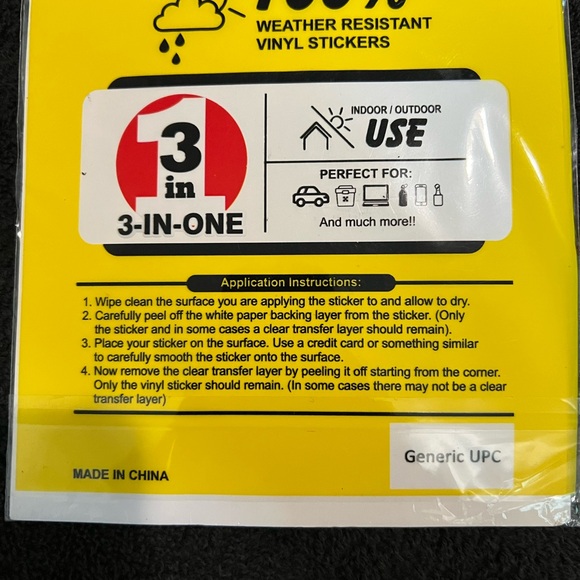 100%
WEATHER RESISTANT
VINYL STICKERS
3
in
1
3-IN-ONE
INDOOR / OUTDOOR
USE
PERFECT FOR:
And much more!!
Application Instructions:
1. Wipe clean the surface you are applying the sticker to and allow to dry.
2. Carefully peel off the white paper backing layer from the sticker. (Only
the sticker and in some cases a clear transfer layer should remain).
3. Place your sticker on the surface. Use a credit card or something similar
to carefully smooth the sticker onto the surface.
4. Now remove the clear transfer layer by peeling it off starting from the corner.
Only the vinyl sticker should remain. (In some cases there may not be a clear
transfer layer)
Generic UPC
MADE IN CHINA